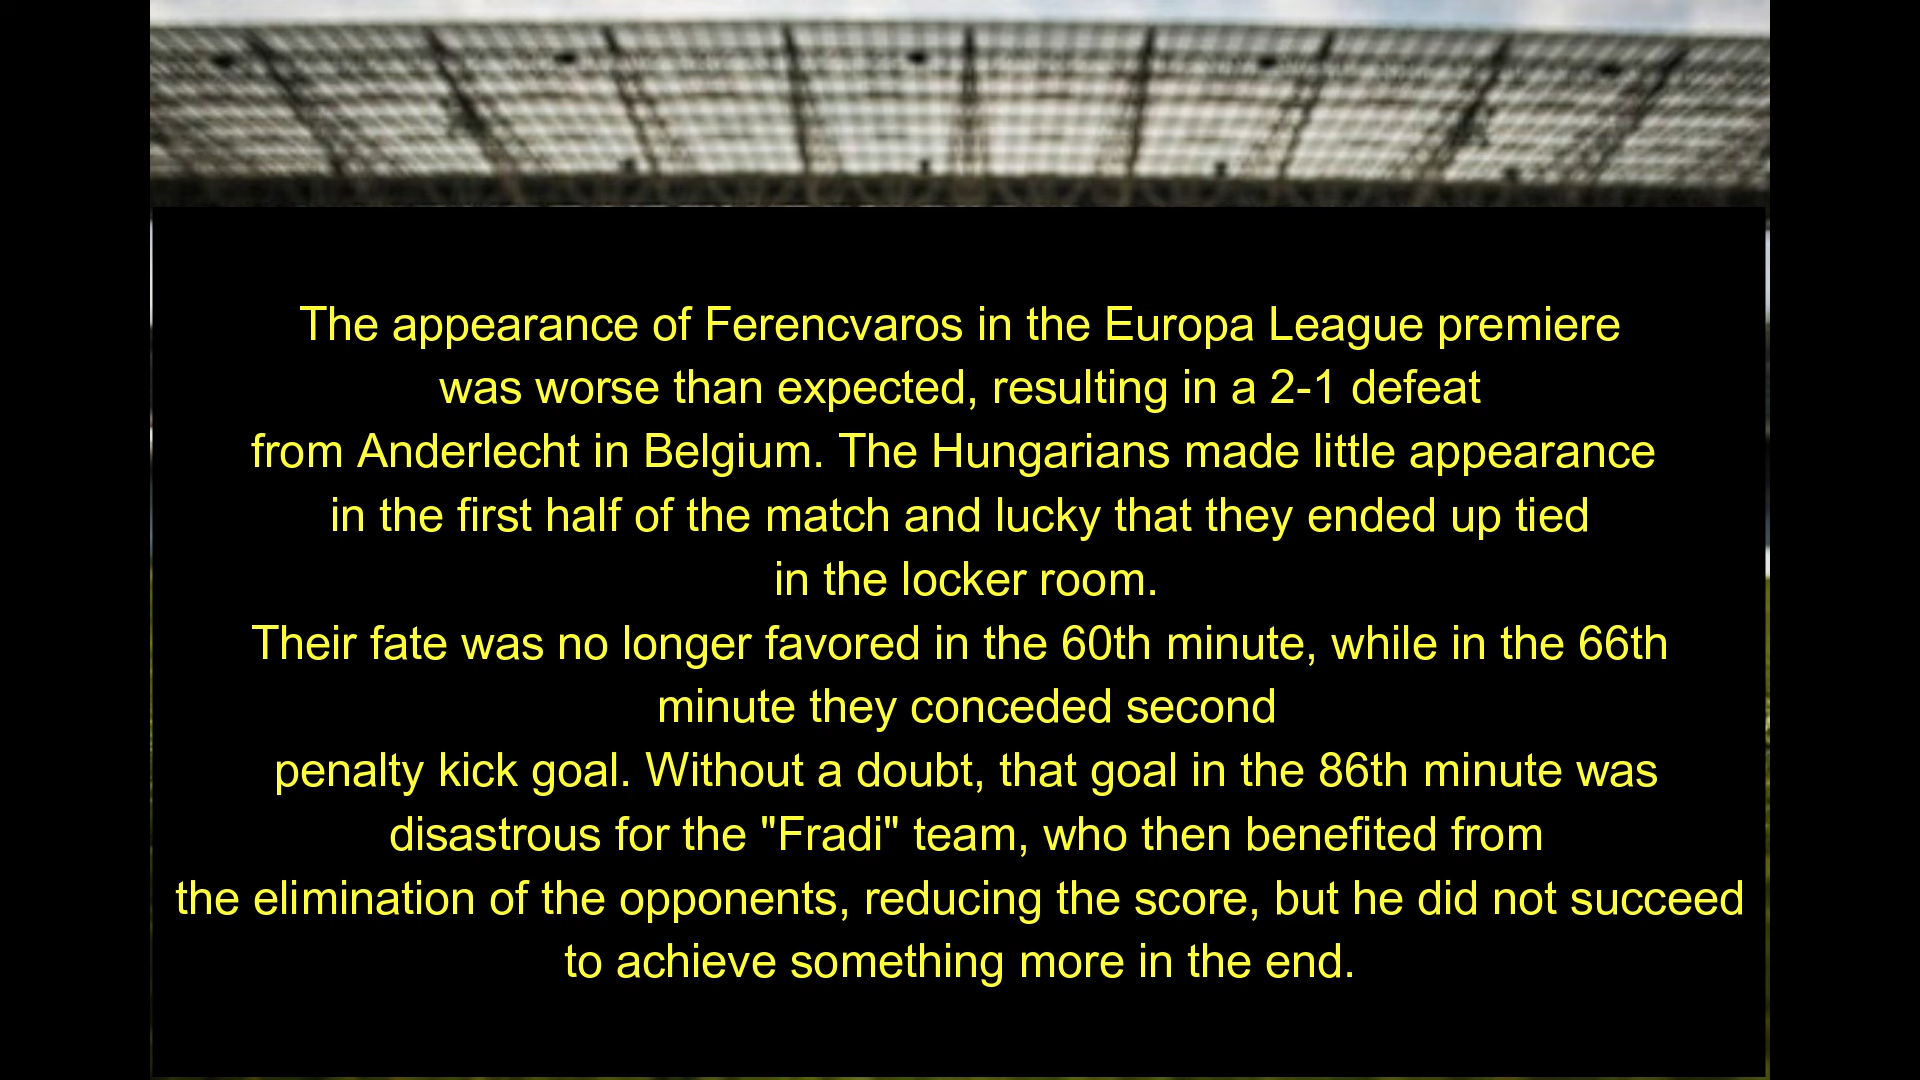 The appearance of Ferencvaros in the Europa League premiere
was worse than expected, resulting in a 2-1 defeat
from Anderlecht in Belgium. The Hungarians made little appearance
in the first half of the match and lucky that they ended up tied
in the locker room.
Their fate was no longer favored in the 60th minute, while in the 66th
minute they conceded second
penalty kick goal. Without a doubt, that goal in the 86th minute was
disastrous for the "Fradi" team, who then benefited from
the elimination of the opponents, reducing the score, but he did not succeed
to achieve something more in the end.